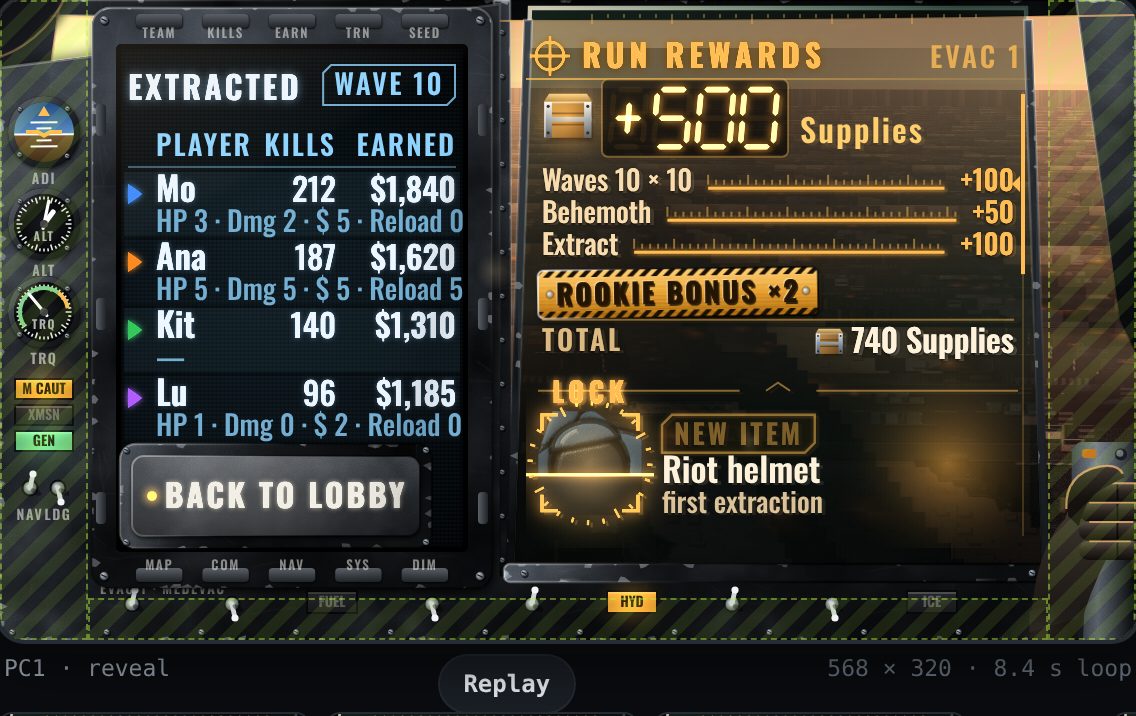 TEAM KILLS EARN TRN SEED
EXTRACTED WAVE 10
PLAYER KILLS EARNED
Mo 212 $1,840
HP 3 · Dmg 2 · $ 5 · Reload 0
Ana 187 $1,620
HP 5 · Dmg 5 · $ 5 · Reload 5
Kit 140 $1,310
—
Lu 96 $1,185
HP 1 · Dmg 0 · $ 2 · Reload 0
BACK TO LOBBY
MAP COM NAV SYS DIM
ADI
ALT
ALT
TRQ
TRQ
M CAUT
XMSN
GEN
NAV LDG
RUN REWARDS EVAC 1
+500 Supplies
Waves 10 × 10 +100
Behemoth +50
Extract +100
ROOKIE BONUS ×2
TOTAL 740 Supplies
LOCK
NEW ITEM
Riot helmet
first extraction
FUEL HYD ICE
PC1 · reveal
Replay
568 × 320 · 8.4 s loop